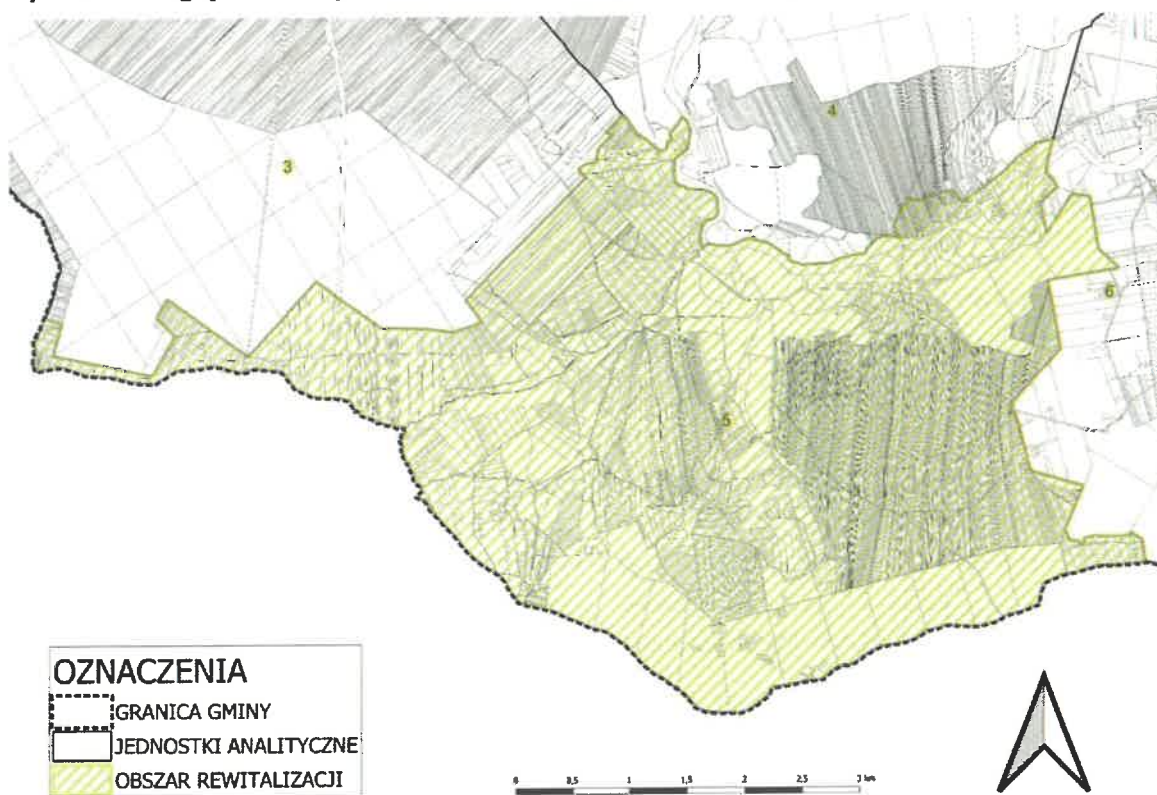 3
4
6
5
OZNACZENIA
GRANICA GMINY
JEDNOSTKI ANALITYCZNE
OBSZAR REWITALIZACJI
0 0,5 1 1,5 2 2,5 3 km